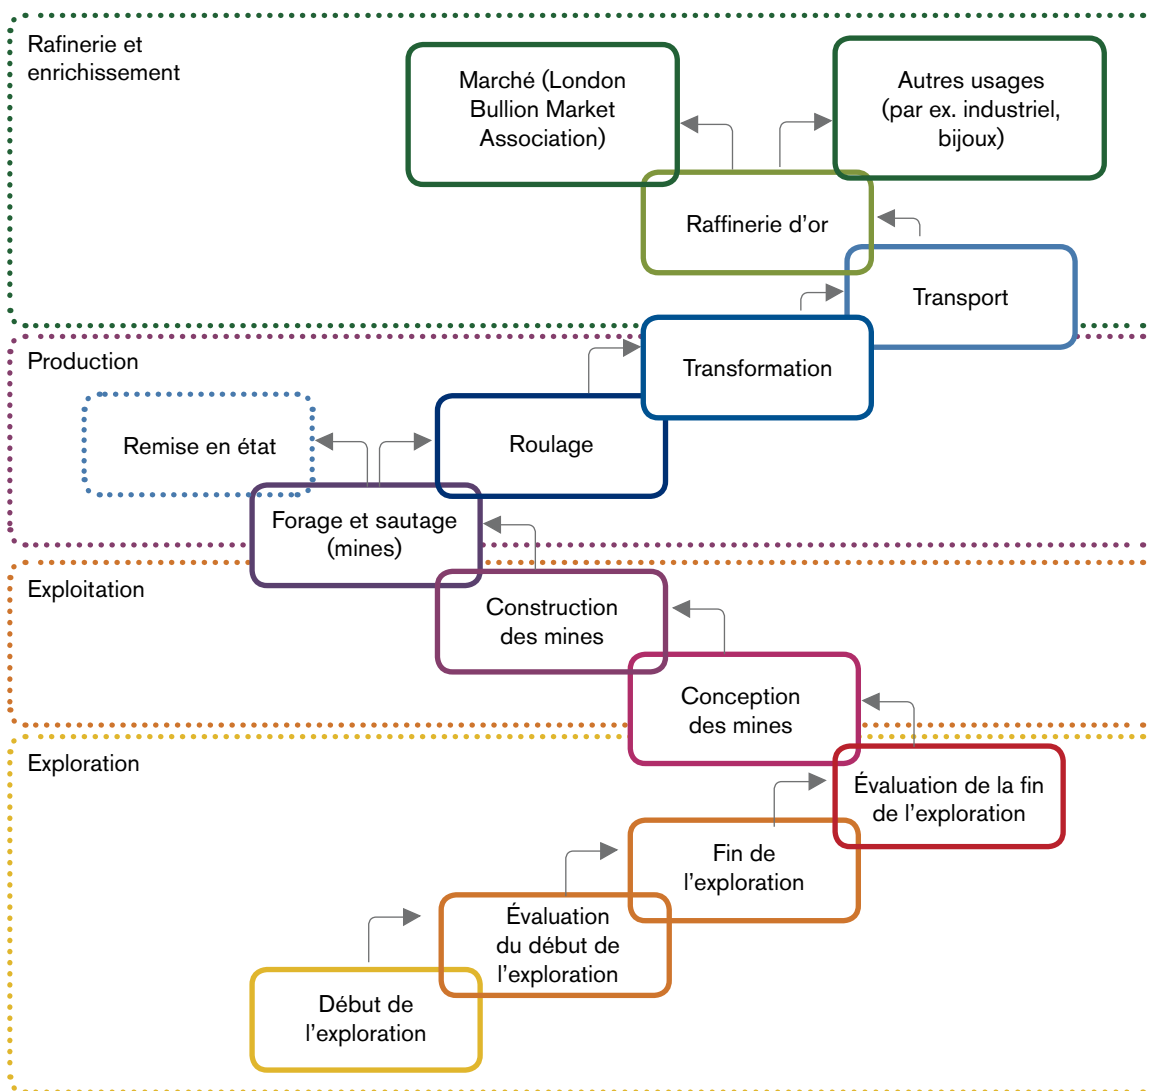 Rafinerie et
enrichissement
Marché (London
Bullion Market
Association)
Autres usages
(par ex. industriel,
bijoux)
Raffinerie d’or
Transport
Production
Transformation
Remise en état
Roulage
Forage et sautage
(mines)
Exploitation
Construction
des mines
Conception
des mines
Exploration
Évaluation de la fin
de l’exploration
Fin de
l’exploration
Évaluation
du début de
l’exploration
Début de
l’exploration